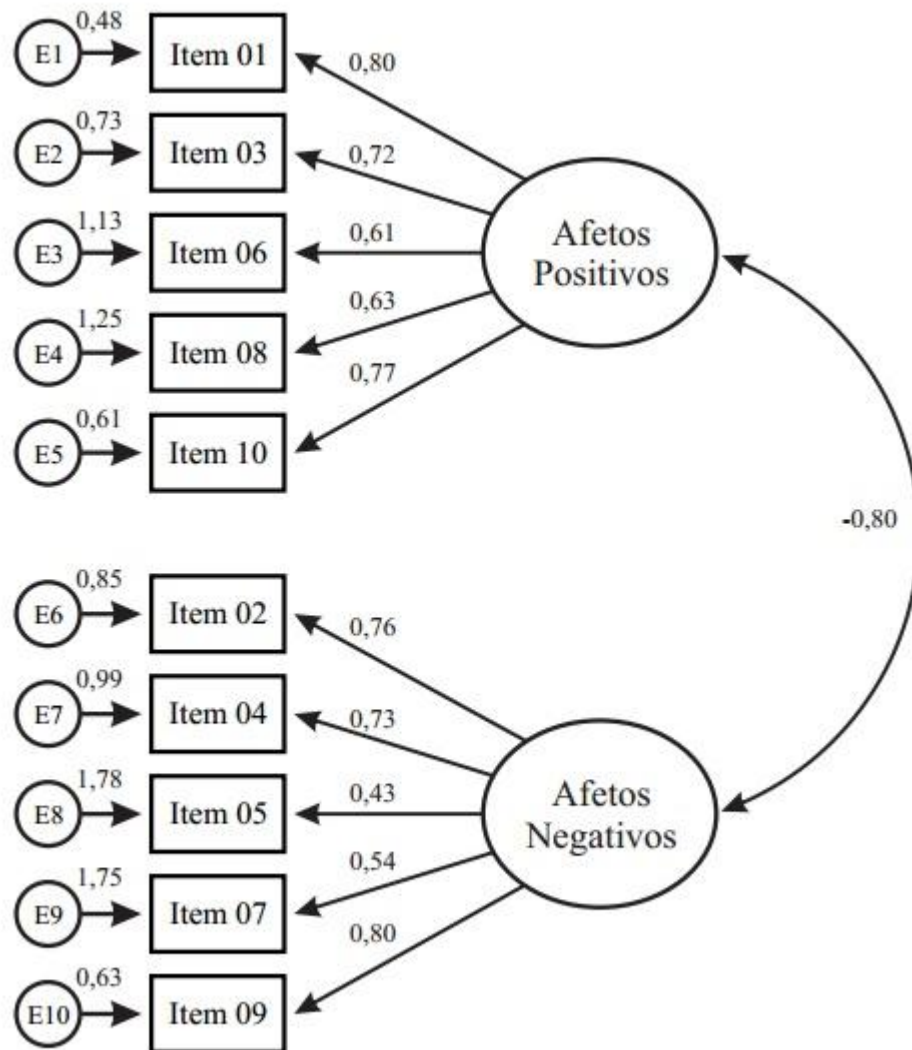 0,48
E1
Item 01
0,80
0,73
E2
Item 03
0,72
1,13
E3
Item 06
0,61
Afetos
Positivos
1,25
E4
Item 08
0,63
0,61
E5
Item 10
0,77
-0,80
0,85
E6
Item 02
0,76
0,99
E7
Item 04
0,73
1,78
E8
Item 05
0,43
Afetos
Negativos
1,75
E9
Item 07
0,54
0,63
E10
Item 09
0,80